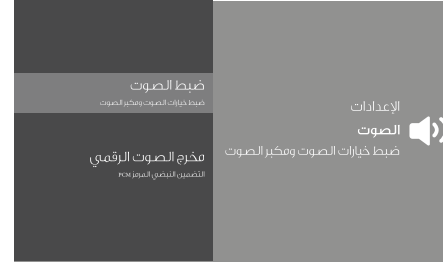 الإعدادات
الصوت
ضبط خيارات الصوت ومكبر الصوت
ضبط الصوت
ضبط خيارات الصوت ومكبر الصوت
مخرج الصوت الرقمي
التضمين النبضي المرمز PCM